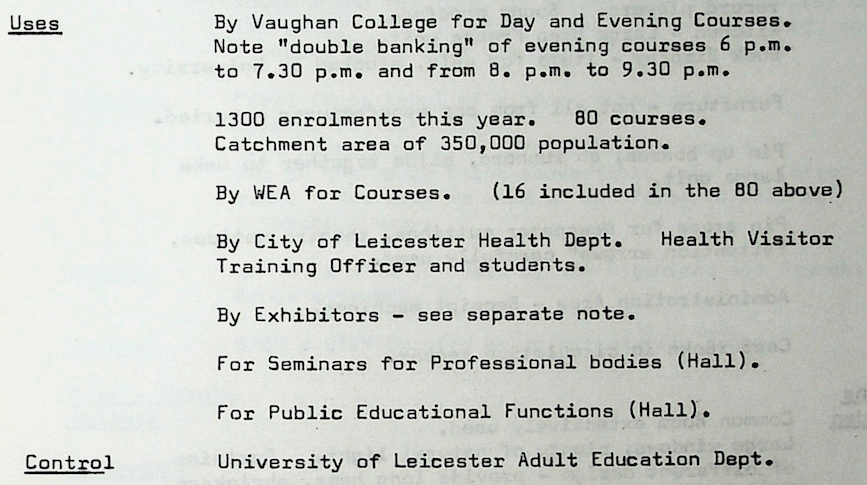 Uses By Vaughan College for Day and Evening Courses.
Note "double banking" of evening courses 6 p.m.
to 7.30 p.m. and from 8. p.m. to 9.30 p.m.
1300 enrolments this year. 80 courses.
Catchment area of 350,000 population.
By WEA for Courses. (16 included in the 80 above)
By City of Leicester Health Dept. Health Visitor
Training Officer and students.
By Exhibitors - see separate note.
For Seminars for Professional bodies (Hall).
For Public Educational Functions (Hall).
Control University of Leicester Adult Education Dept.